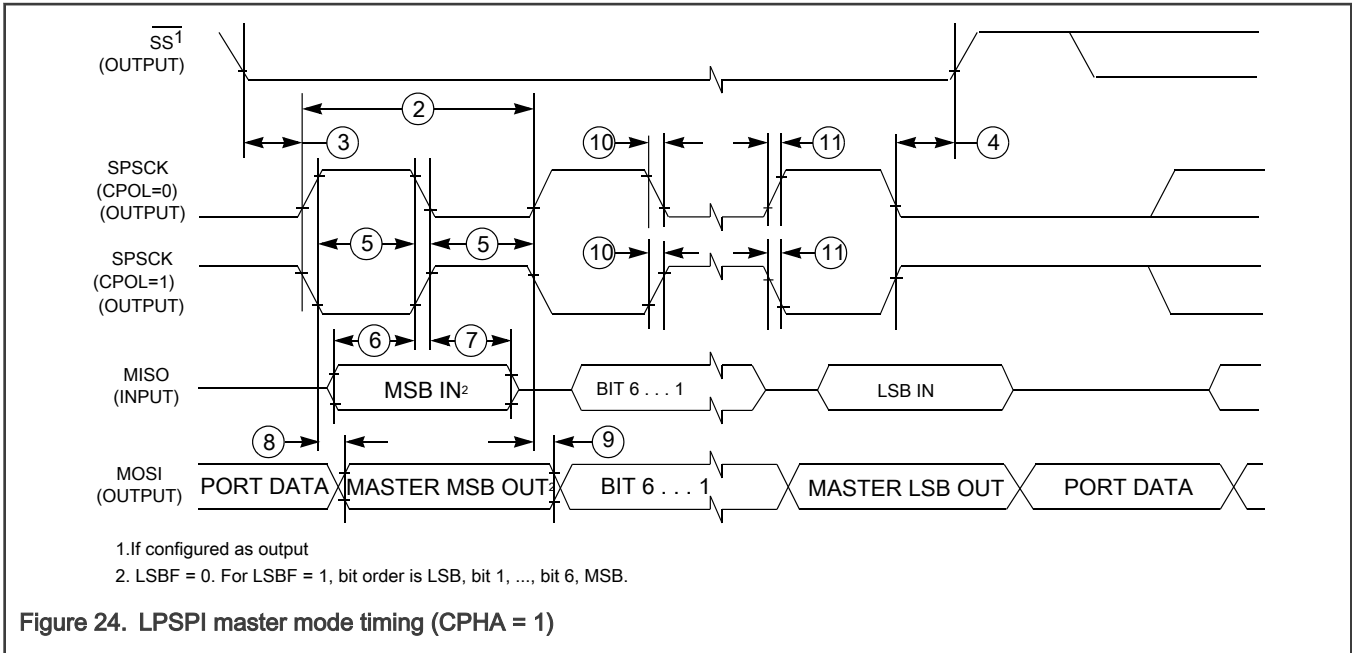 SS1
(OUTPUT)
2
3
10
11
4
SPSCK
(CPOL=0)
(OUTPUT)
5
5
SPSCK
(CPOL=1)
(OUTPUT)
10
11
6
7
MISO
(INPUT)
MSB IN2
BIT 6 . . . 1
LSB IN
8
9
MOSI
(OUTPUT)
PORT DATA
MASTER MSB OUT2
BIT 6 . . . 1
MASTER LSB OUT
PORT DATA
1.If configured as output
2. LSBF = 0. For LSBF = 1, bit order is LSB, bit 1, ..., bit 6, MSB.
Figure 24. LPSPI master mode timing (CPHA = 1)